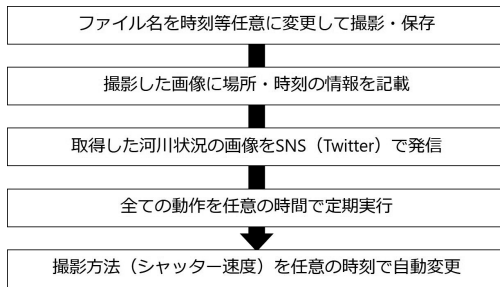 ファイル名を時刻等任意に変更して撮影・保存
撮影した画像に場所・時刻の情報を記載
取得した河川状況の画像をSNS（Twitter）で発信
全ての動作を任意の時間で定期実行
撮影方法（シャッター速度）を任意の時刻で自動変更